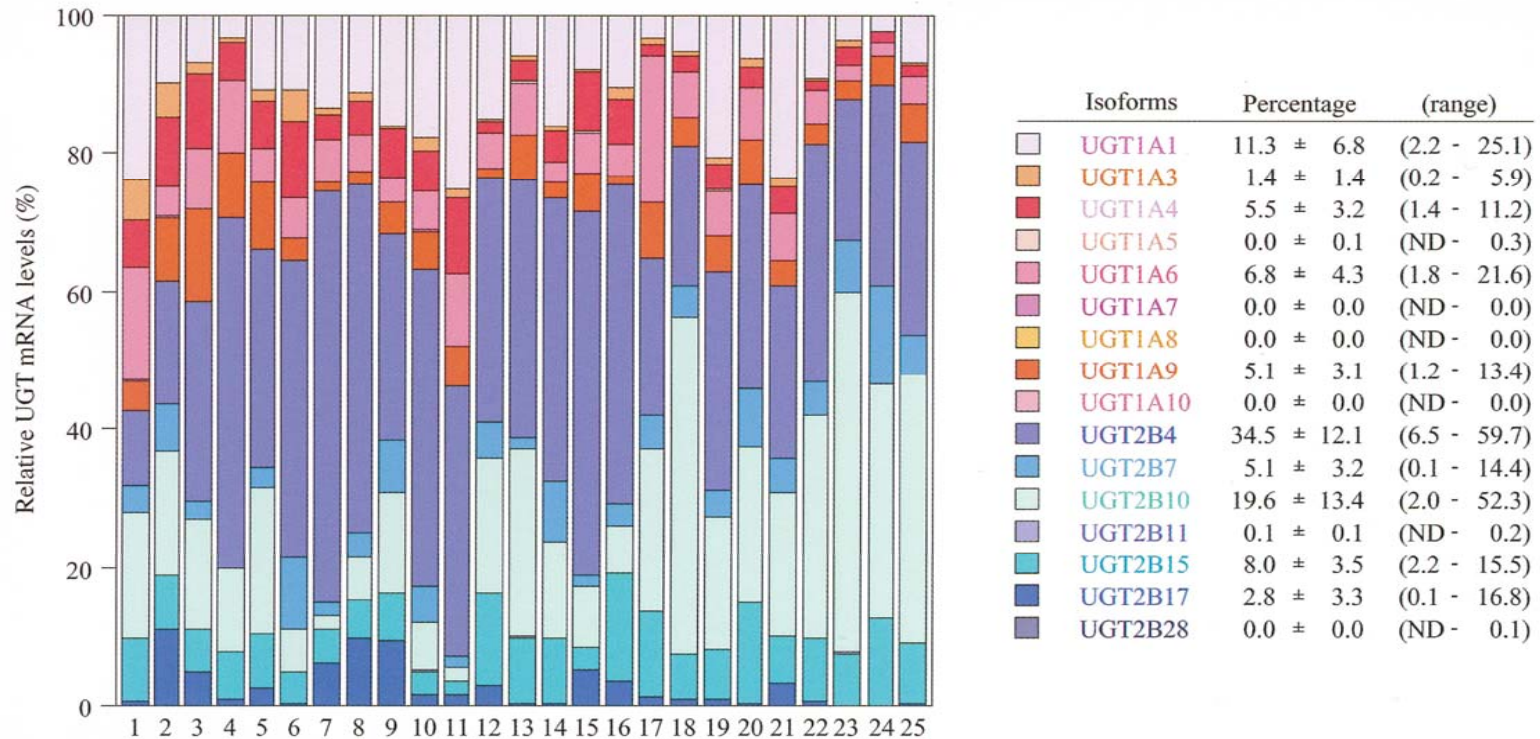 Relative UGT mRNA levels (%)
100
80
60
40
20
0
1 2 3 4 5 6 7 8 9 10 11 12 13 14 15 16 17 18 19 20 21 22 23 24 25
Isoforms Percentage (range)
UGT1A1 11.3 ± 6.8 (2.2 - 25.1)
UGT1A3 1.4 ± 1.4 (0.2 - 5.9)
UGT1A4 5.5 ± 3.2 (1.4 - 11.2)
UGT1A5 0.0 ± 0.1 (ND - 0.3)
UGT1A6 6.8 ± 4.3 (1.8 - 21.6)
UGT1A7 0.0 ± 0.0 (ND - 0.0)
UGT1A8 0.0 ± 0.0 (ND - 0.0)
UGT1A9 5.1 ± 3.1 (1.2 - 13.4)
UGT1A10 0.0 ± 0.0 (ND - 0.0)
UGT2B4 34.5 ± 12.1 (6.5 - 59.7)
UGT2B7 5.1 ± 3.2 (0.1 - 14.4)
UGT2B10 19.6 ± 13.4 (2.0 - 52.3)
UGT2B11 0.1 ± 0.1 (ND - 0.2)
UGT2B15 8.0 ± 3.5 (2.2 - 15.5)
UGT2B17 2.8 ± 3.3 (0.1 - 16.8)
UGT2B28 0.0 ± 0.0 (ND - 0.1)